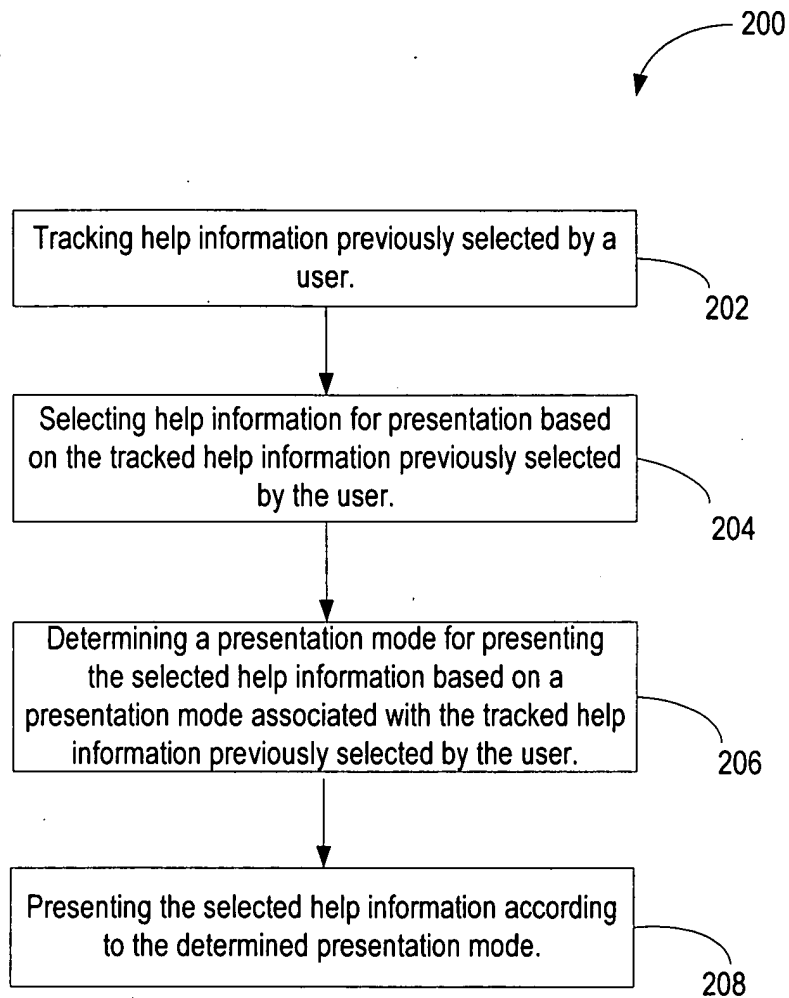 200
Tracking help information previously selected by a
user.
202
Selecting help information for presentation based
on the tracked help information previously selected
by the user.
204
Determining a presentation mode for presenting
the selected help information based on a
presentation mode associated with the tracked help
information previously selected by the user.
206
Presenting the selected help information according
to the determined presentation mode.
208